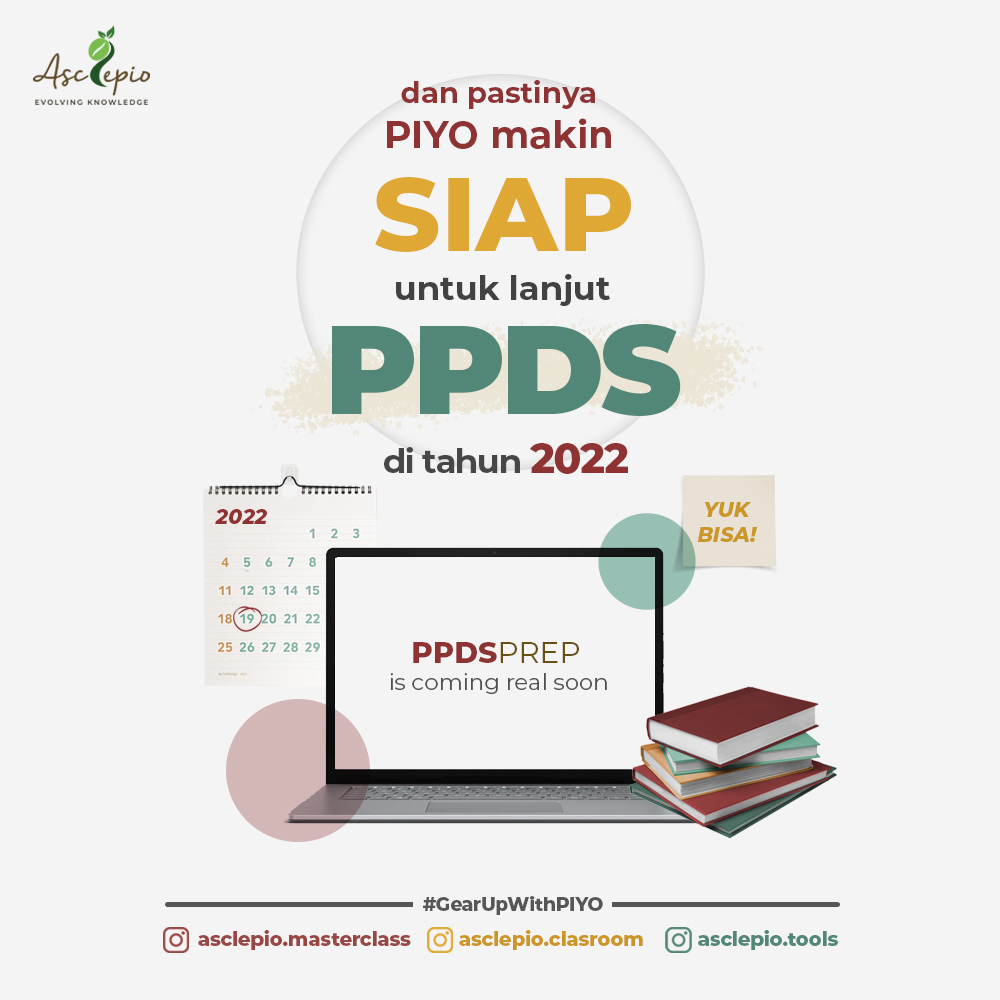 Asclepio
EVOLVING KNOWLEDGE
dan pastinya
PIYO makin
SIAP
untuk lanjut
PPDS
di tahun 2022
2022
1 2 3
4 5 6 7 8
11 12 13 14 15
18 19 20 21 22
25 26 27 28 29
YUK
BISA!
PPDSPREP
is coming real soon
#GearUpWithPIYO
asclepio.masterclass asclepio.clasroom asclepio.tools